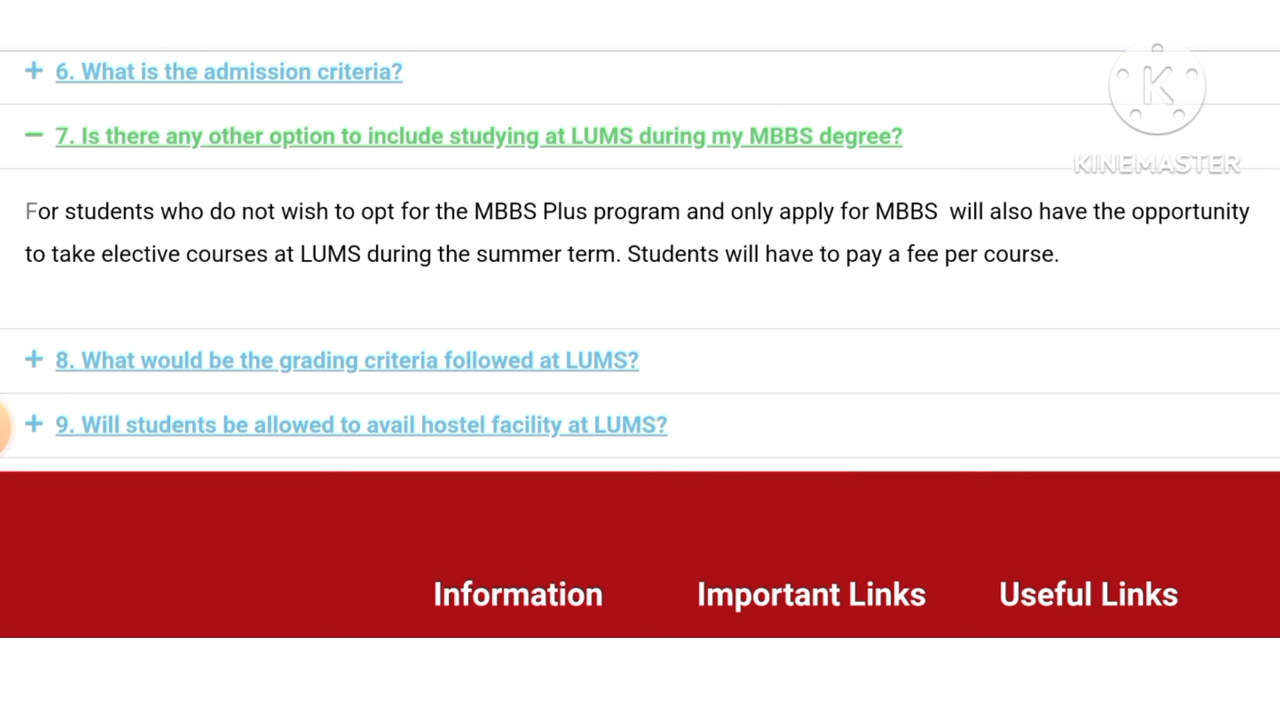 + 6. What is the admission criteria?
− 7. Is there any other option to include studying at LUMS during my MBBS degree?
K
KINEMASTER
For students who do not wish to opt for the MBBS Plus program and only apply for MBBS  will also have the opportunity
to take elective courses at LUMS during the summer term. Students will have to pay a fee per course.
+ 8. What would be the grading criteria followed at LUMS?
+ 9. Will students be allowed to avail hostel facility at LUMS?
Information Important Links Useful Links